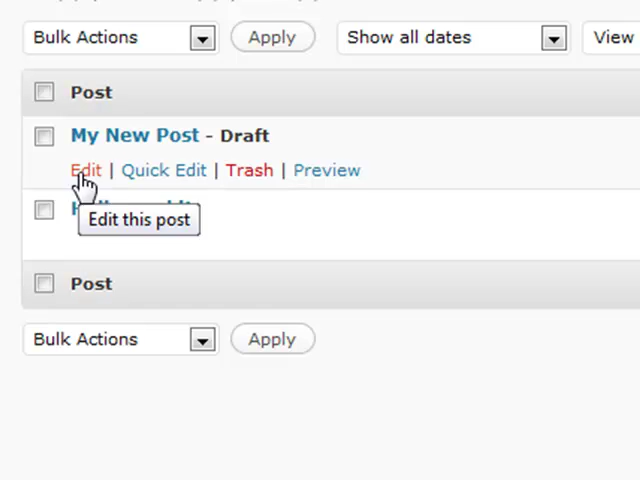 Bulk Actions Apply Show all dates View
Post
My New Post - Draft
Edit | Quick Edit | Trash | Preview
Edit this post
Post
Bulk Actions Apply